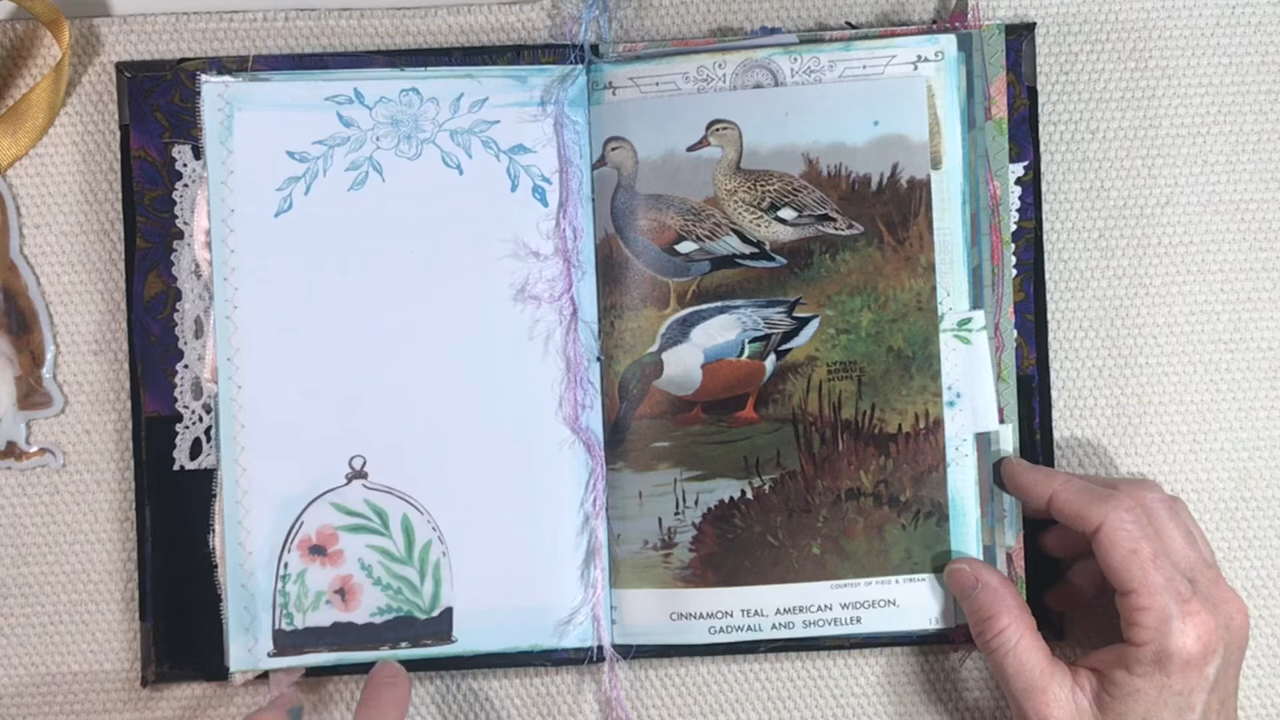 LYNN
BOGUE
HUNT
COURTESY OF FIELD & STREAM
CINNAMON TEAL, AMERICAN WIDGEON,
GADWALL AND SHOVELLER
13